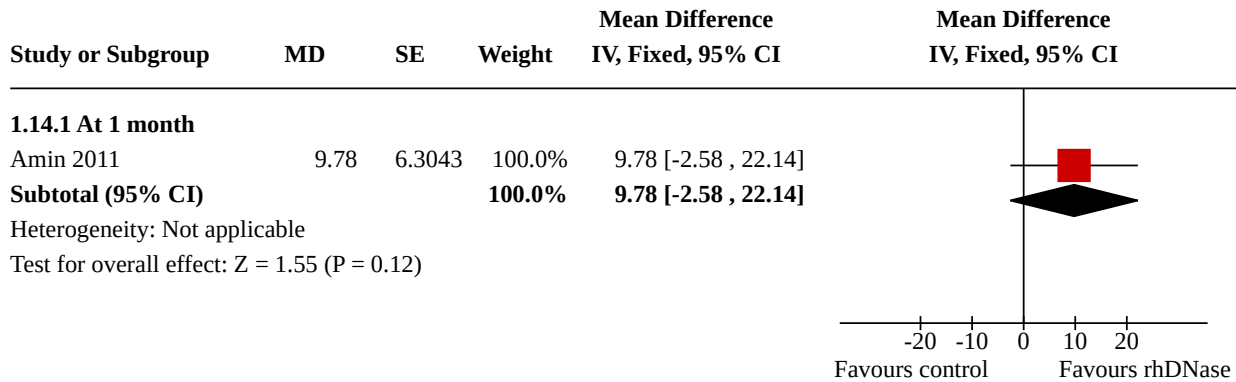 Mean Difference Mean Difference
Study or Subgroup MD SE Weight IV, Fixed, 95% CI IV, Fixed, 95% CI
1.14.1 At 1 month
Amin 2011 9.78 6.3043 100.0% 9.78 [-2.58 , 22.14]
Subtotal (95% CI) 100.0% 9.78 [-2.58 , 22.14]
Heterogeneity: Not applicable
Test for overall effect: Z = 1.55 (P = 0.12)
-20 -10 0 10 20
Favours control Favours rhDNase